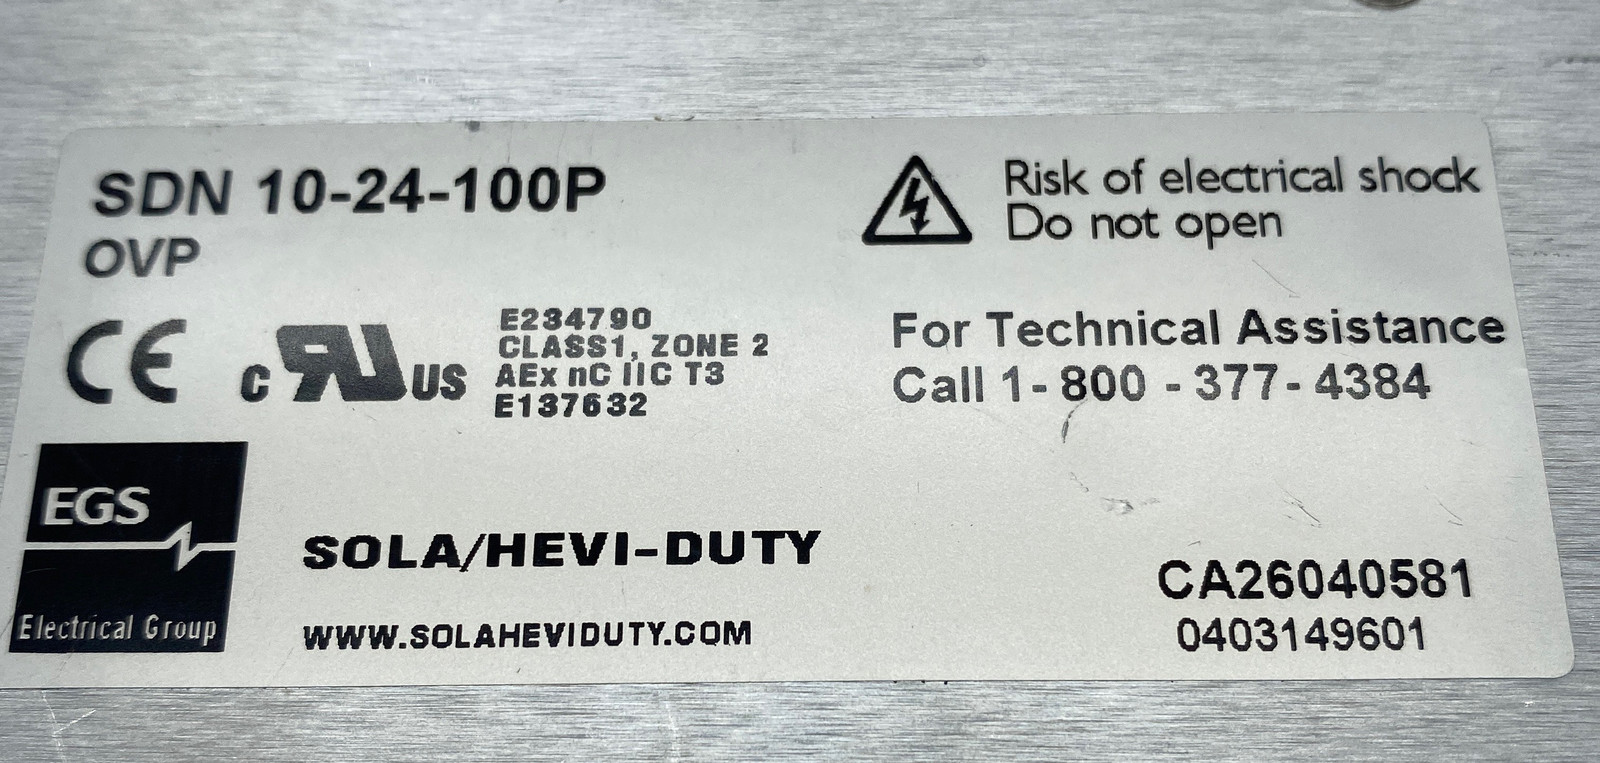 SDN 10-24-100P
OVP
Risk of electrical shock
Do not open
CE
c RU US
E234790
CLASS1, ZONE 2
AEx nC IIC T3
E137632
For Technical Assistance
Call 1- 800 - 377- 4384
EGS
Electrical Group
SOLA/HEVI-DUTY
WWW.SOLAHEVIDUTY.COM
CA26040581
0403149601